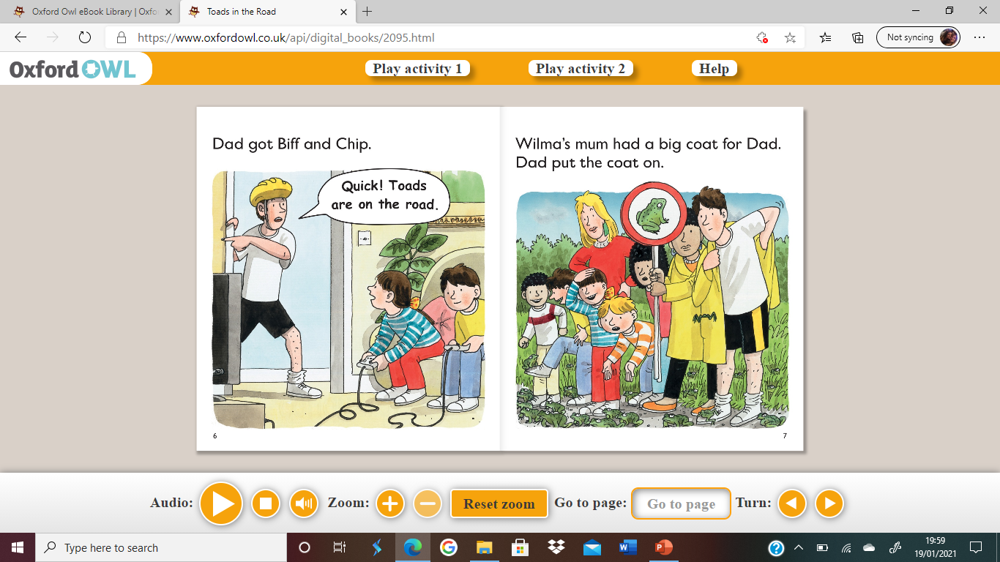 Oxford Owl eBook Library | Oxfo
Toads in the Road
https://www.oxfordowl.co.uk/api/digital_books/2095.html
Not syncing
Oxford OWL
Play activity 1
Play activity 2
Help
Dad got Biff and Chip.
Quick! Toads
are on the road.
6
Wilma's mum had a big coat for Dad.
Dad put the coat on.
7
Audio:
Zoom:
Reset zoom
Go to page:
Go to page
Turn:
Type here to search
19:59
19/01/2021